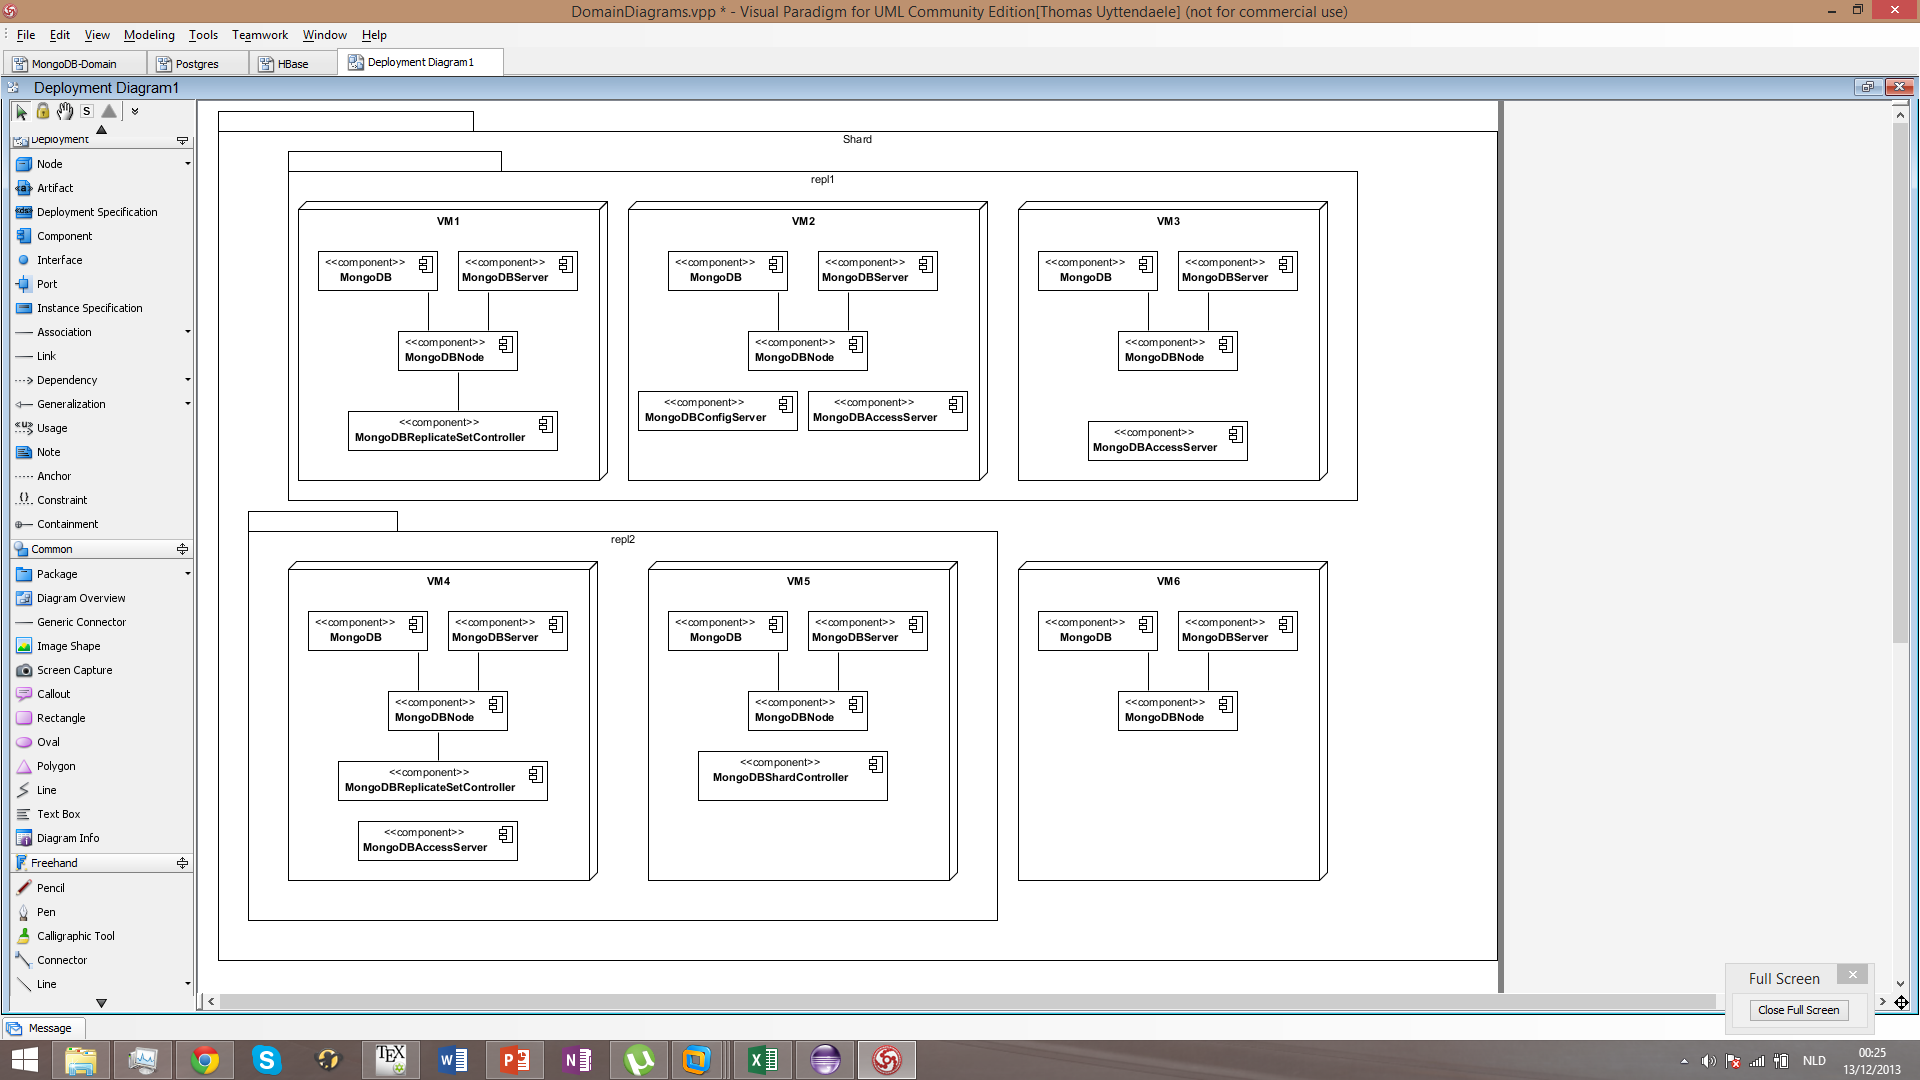 DomainDiagrams.vpp * - Visual Paradigm for UML Community Edition[Thomas Uyttendaele] (not for commercial use)
File Edit View Modeling Tools Teamwork Window Help
MongoDB-Domain Postgres HBase Deployment Diagram1
Deployment Diagram1
S
Deployment
Node
Artifact
Deployment Specification
Component
Interface
Port
Instance Specification
Association
Link
Dependency
Generalization
Usage
Note
Anchor
Constraint
Containment
Common
Package
Diagram Overview
Generic Connector
Image Shape
Screen Capture
Callout
Rectangle
Oval
Polygon
Line
Text Box
Diagram Info
Freehand
Pencil
Pen
Calligraphic Tool
Connector
Line
Shard
repl1
VM1
<<component>>
MongoDB
<<component>>
MongoDBServer
<<component>>
MongoDBNode
<<component>>
MongoDBReplicateSetController
VM2
<<component>>
MongoDB
<<component>>
MongoDBServer
<<component>>
MongoDBNode
<<component>>
MongoDBConfigServer
<<component>>
MongoDBAccessServer
VM3
<<component>>
MongoDB
<<component>>
MongoDBServer
<<component>>
MongoDBNode
<<component>>
MongoDBAccessServer
repl2
VM4
<<component>>
MongoDB
<<component>>
MongoDBServer
<<component>>
MongoDBNode
<<component>>
MongoDBReplicateSetController
<<component>>
MongoDBAccessServer
VM5
<<component>>
MongoDB
<<component>>
MongoDBServer
<<component>>
MongoDBNode
<<component>>
MongoDBShardController
VM6
<<component>>
MongoDB
<<component>>
MongoDBServer
<<component>>
MongoDBNode
Full Screen
Close Full Screen
Message
NLD
00:25
13/12/2013